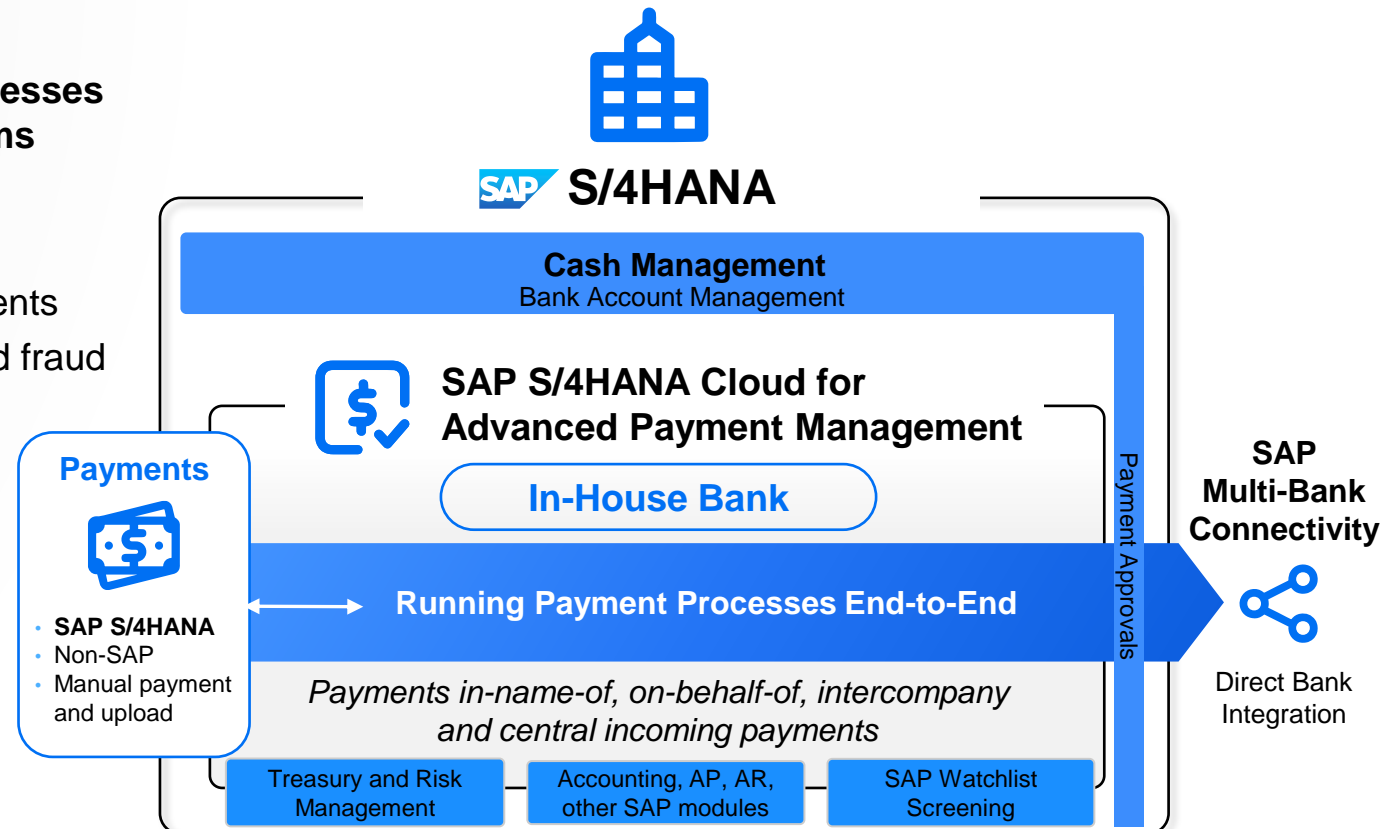 esses
ns
ents
d fraud
SAP S/4HANA
Cash Management
Bank Account Management
SAP S/4HANA Cloud for
Advanced Payment Management
In-House Bank
Payments
$
• SAP S/4HANA
• Non-SAP
• Manual payment
and upload
Running Payment Processes End-to-End
Payments in-name-of, on-behalf-of, intercompany
and central incoming payments
Treasury and Risk
Management
Accounting, AP, AR,
other SAP modules
SAP Watchlist
Screening
Payment Approvals
SAP
Multi-Bank
Connectivity
Direct Bank
Integration